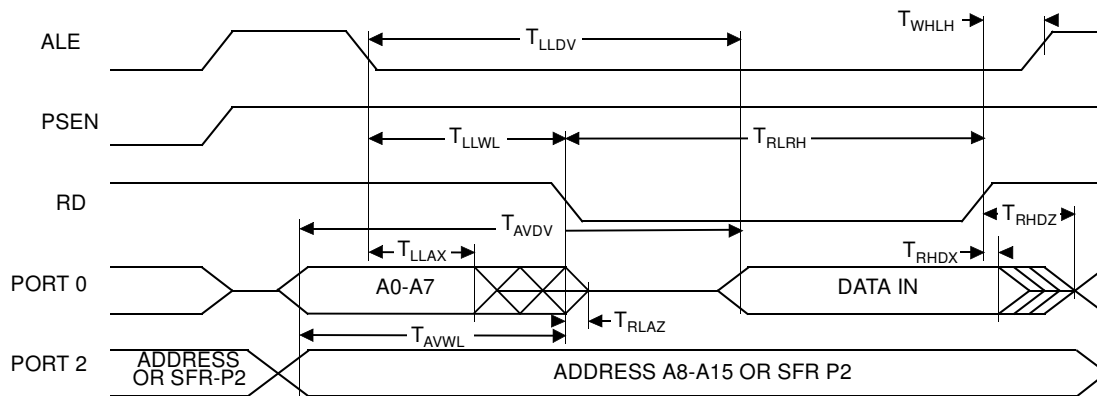 T_WHLH
ALE
T_LLDV
PSEN
T_LLWL
T_RLRH
RD
T_AVDV
T_RHDZ
T_LLAX
T_RHDX
PORT 0
A0-A7
DATA IN
T_RLAZ
T_AVWL
PORT 2
ADDRESS
OR SFR-P2
ADDRESS A8-A15 OR SFR P2